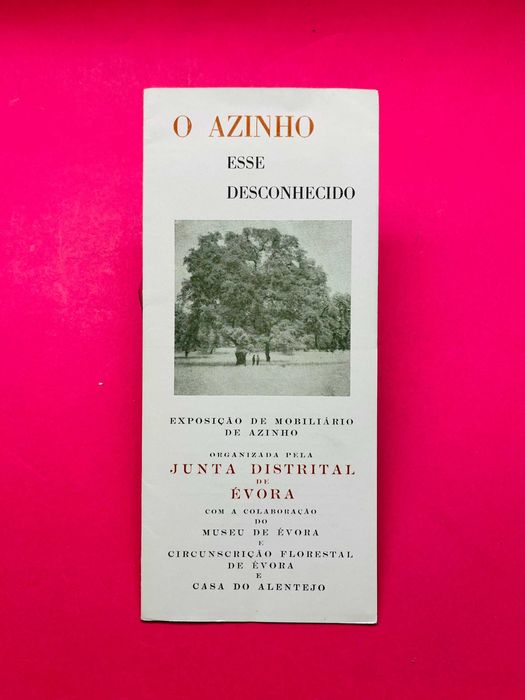 O AZINHO
ESSE
DESCONHECIDO
EXPOSIÇÃO DE MOBILIÁRIO
DE AZINHO
ORGANIZADA PELA
JUNTA DISTRITAL
DE
ÉVORA
COM A COLABORAÇÃO
DO
MUSEU DE ÉVORA
E
CIRCUNSCRIÇÃO FLORESTAL
DE ÉVORA
E
CASA DO ALENTEJO